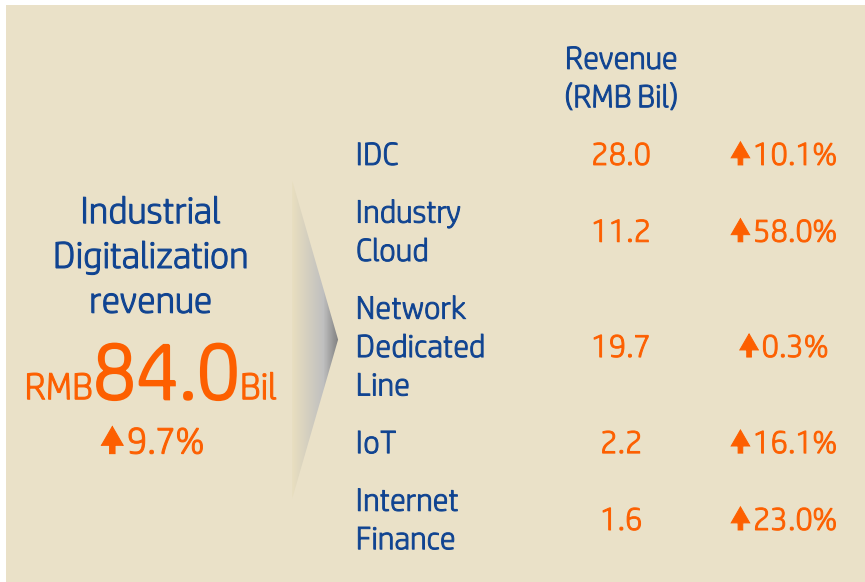 Revenue
(RMB Bil)
Industrial
Digitalization
revenue
RMB84.0Bil
↑9.7%
IDC 28.0 ↑10.1%
Industry
Cloud 11.2 ↑58.0%
Network
Dedicated
Line 19.7 ↑0.3%
IoT 2.2 ↑16.1%
Internet
Finance 1.6 ↑23.0%